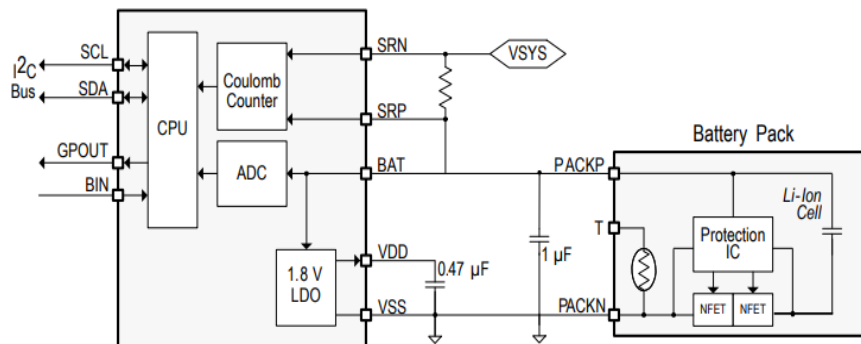 SCL
I2C
Bus
SDA
GPOUT
BIN
CPU
Coulomb
Counter
ADC
1.8 V
LDO
SRN
SRP
BAT
VDD
VSS
VSYS
0.47 µF
1 µF
Battery Pack
PACKP
T
PACKN
Li-Ion
Cell
Protection
IC
NFET
NFET